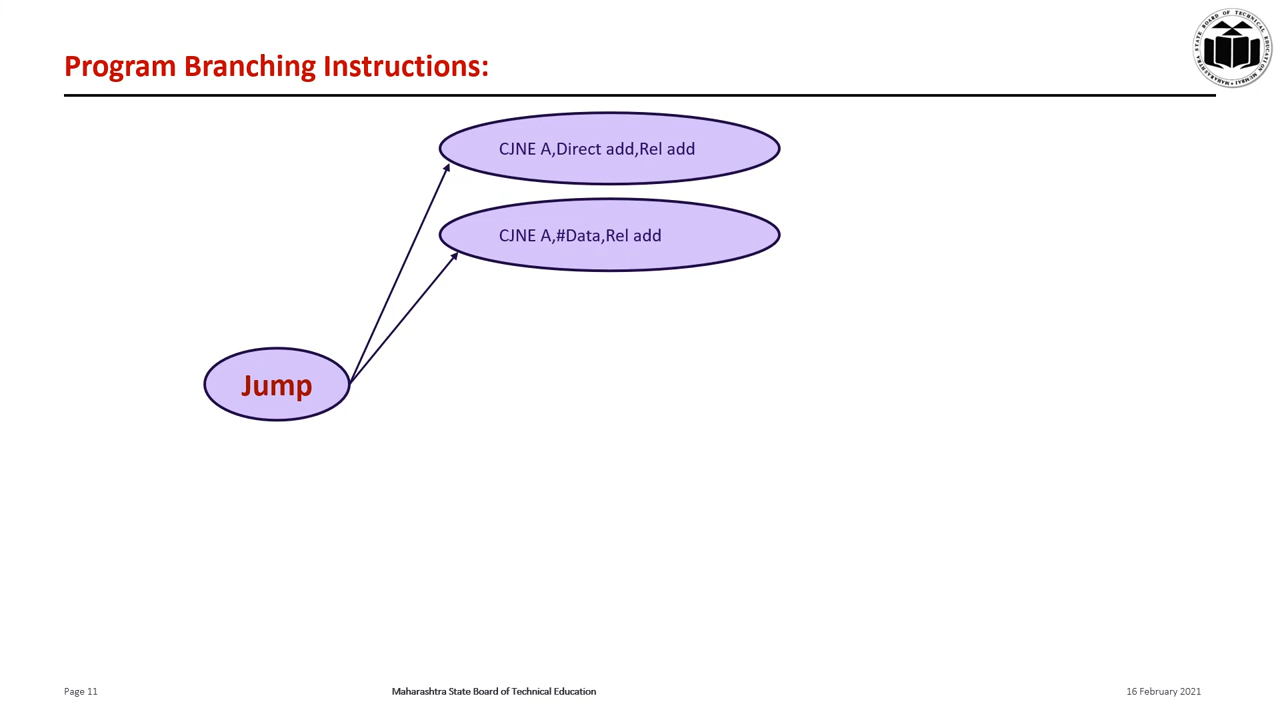 Program Branching Instructions:
CJNE A,Direct add,Rel add
CJNE A,#Data,Rel add
Jump
Page 11
Maharashtra State Board of Technical Education
16 February 2021